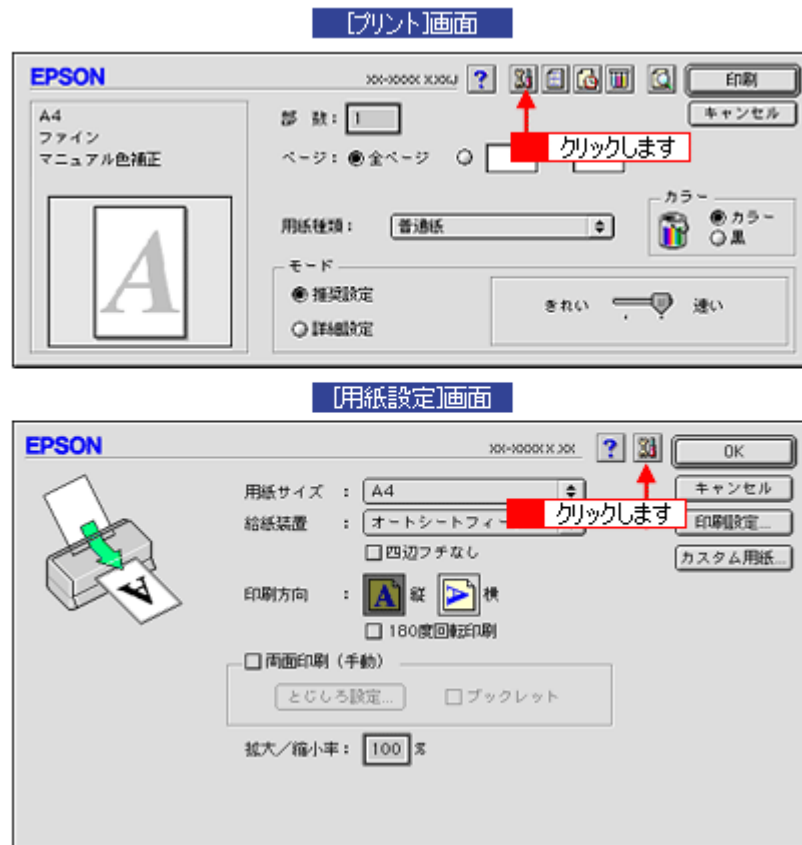 [プリント]画面
EPSON
XX-XXXX X.XXJ
?
印刷
A4
ファイン
マニュアル色補正
部 数: 1
キャンセル
クリックします
ページ: 全ページ
用紙種類: 普通紙
カラー
カラー
黒
A
モード
推奨設定
詳細設定
きれい 速い
[用紙設定]画面
EPSON
XX-XXXX X.XX
?
OK
用紙サイズ : A4
キャンセル
クリックします
給紙装置 : オートシートフィー
印刷設定...
四辺フチなし
カスタム用紙...
印刷方向 : A 縦 A 横
A
180度回転印刷
両面印刷 (手動)
とじしろ設定... ブックレット
拡大/縮小率: 100 %